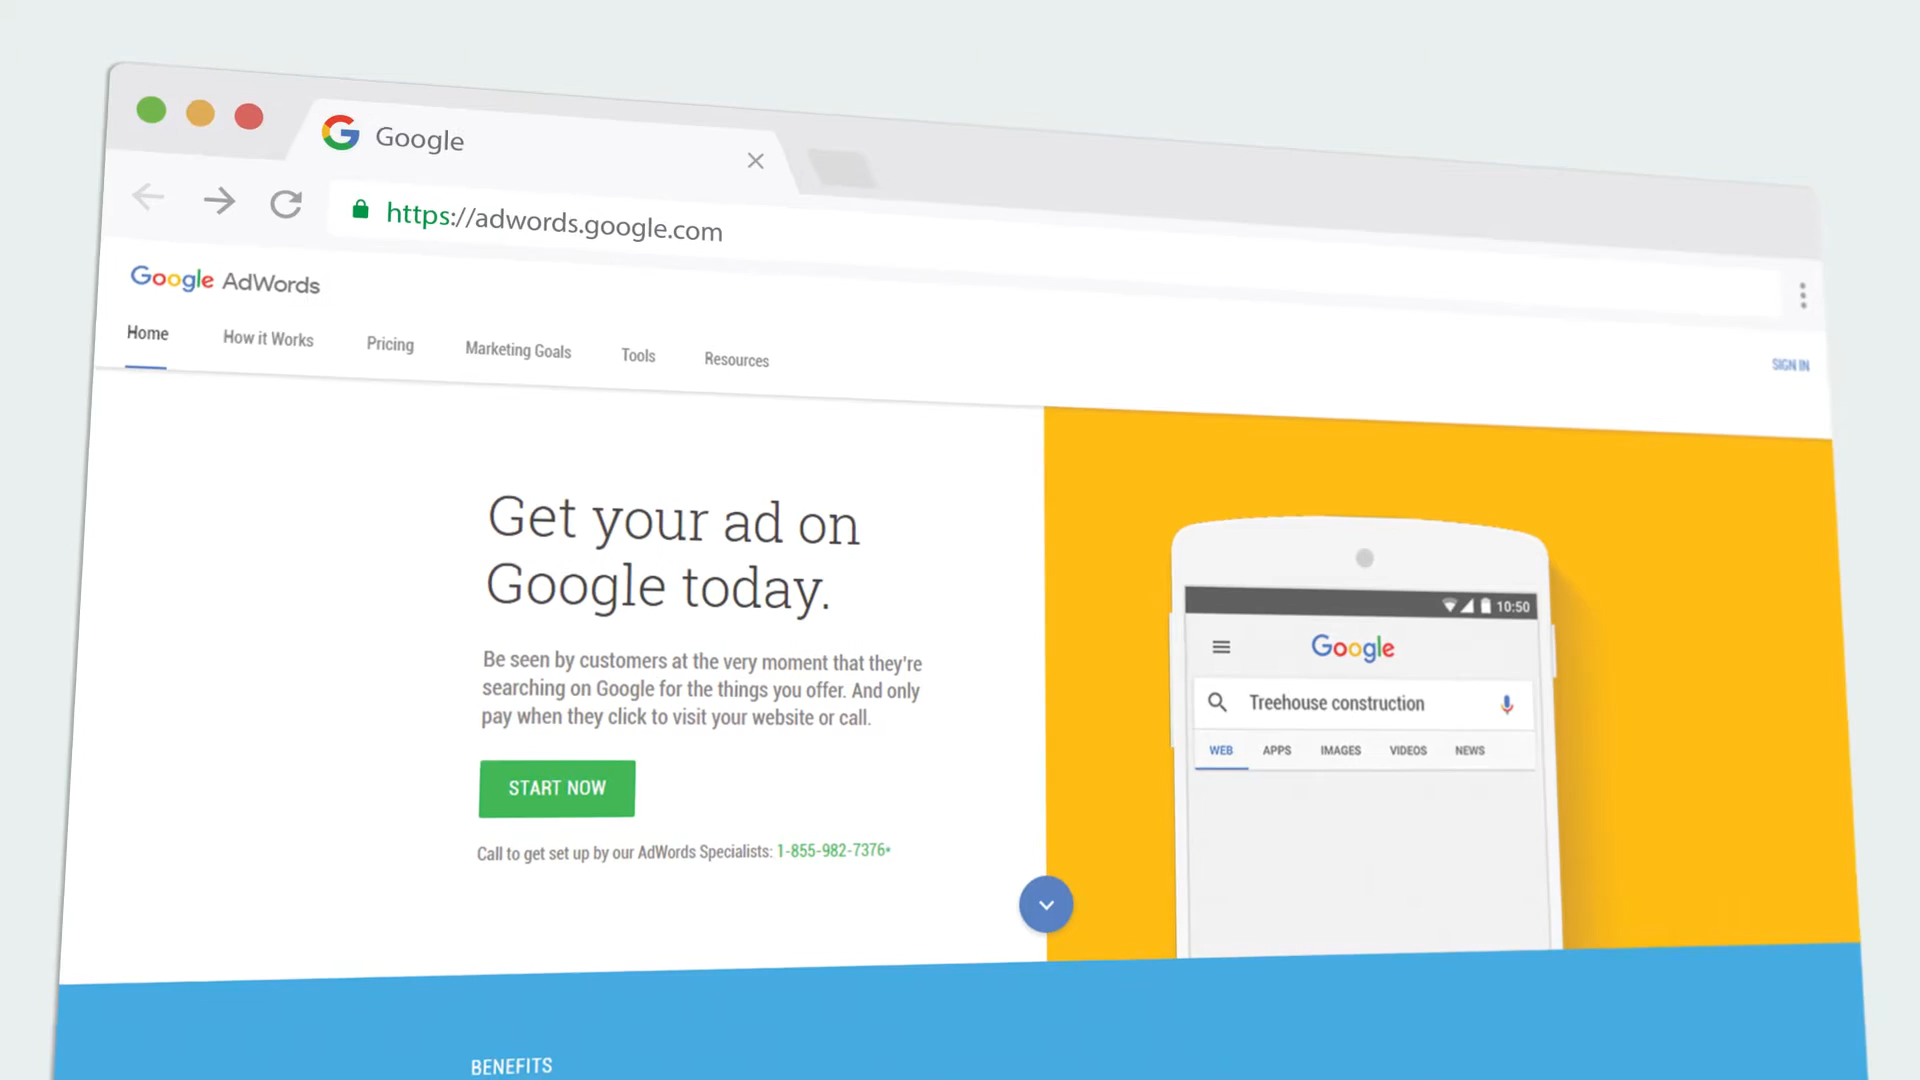 Google
https://adwords.google.com
Google AdWords
Home How it Works Pricing Marketing Goals Tools Resources
SIGN IN
Get your ad on
Google today.
Be seen by customers at the very moment that they're
searching on Google for the things you offer. And only
pay when they click to visit your website or call.
START NOW
Call to get set up by our AdWords Specialists: 1-855-982-7376*
10:50
Google
Treehouse construction
WEB APPS IMAGES VIDEOS NEWS
BENEFITS